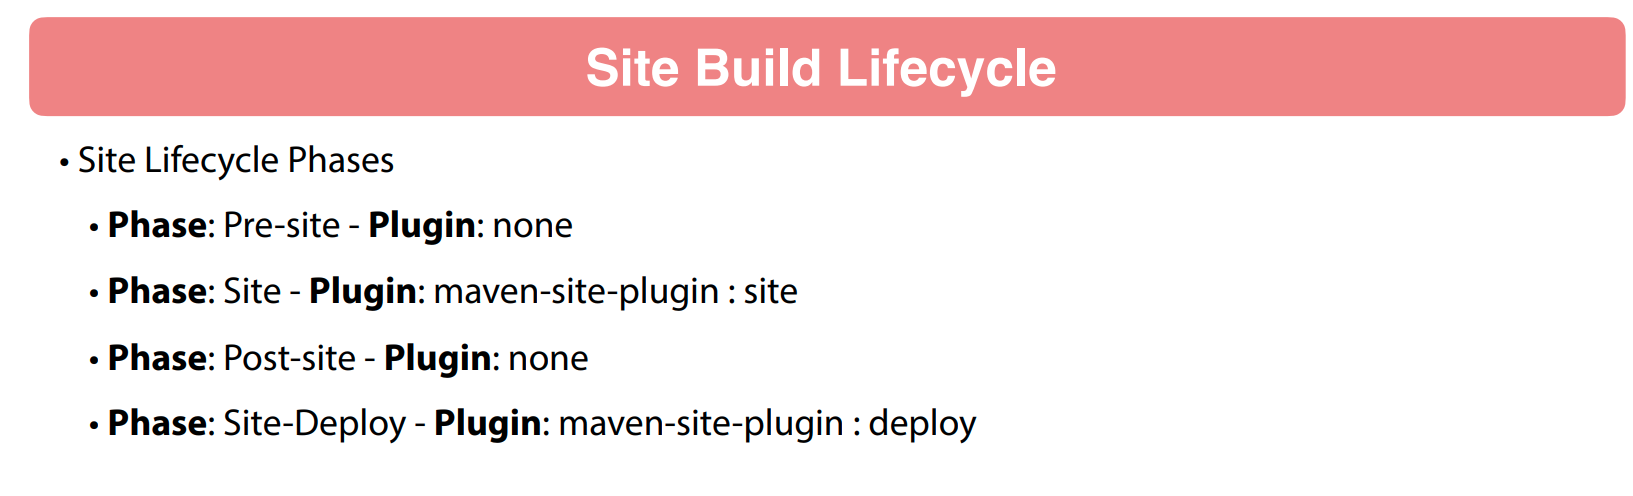 Site Build Lifecycle
• Site Lifecycle Phases
• Phase: Pre-site - Plugin: none
• Phase: Site - Plugin: maven-site-plugin : site
• Phase: Post-site - Plugin: none
• Phase: Site-Deploy - Plugin: maven-site-plugin : deploy